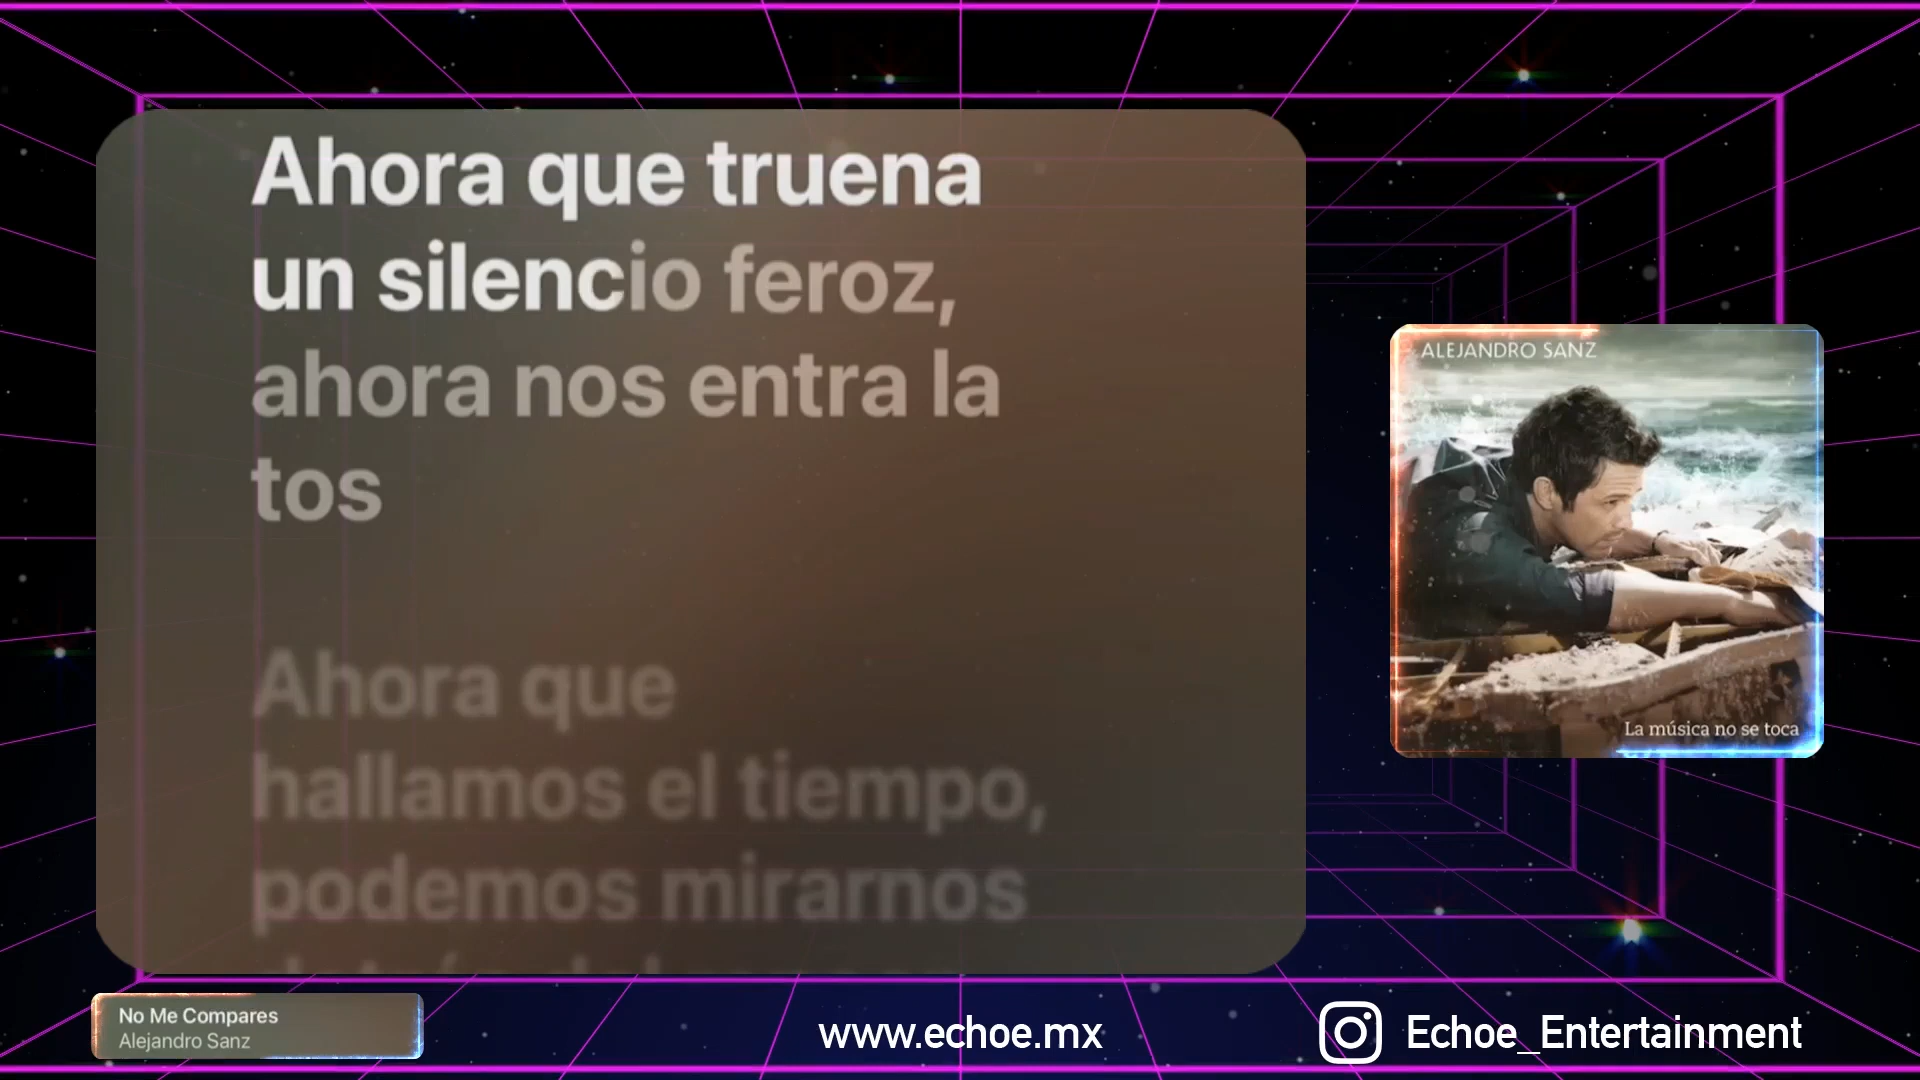 Ahora que truena
un silencio feroz,
ahora nos entra la
tos
Ahora que
hallamos el tiempo,
podemos mirarnos
ALEJANDRO SANZ
La música no se toca
No Me Compares
Alejandro Sanz
www.echoe.mx
Echoe_Entertainment